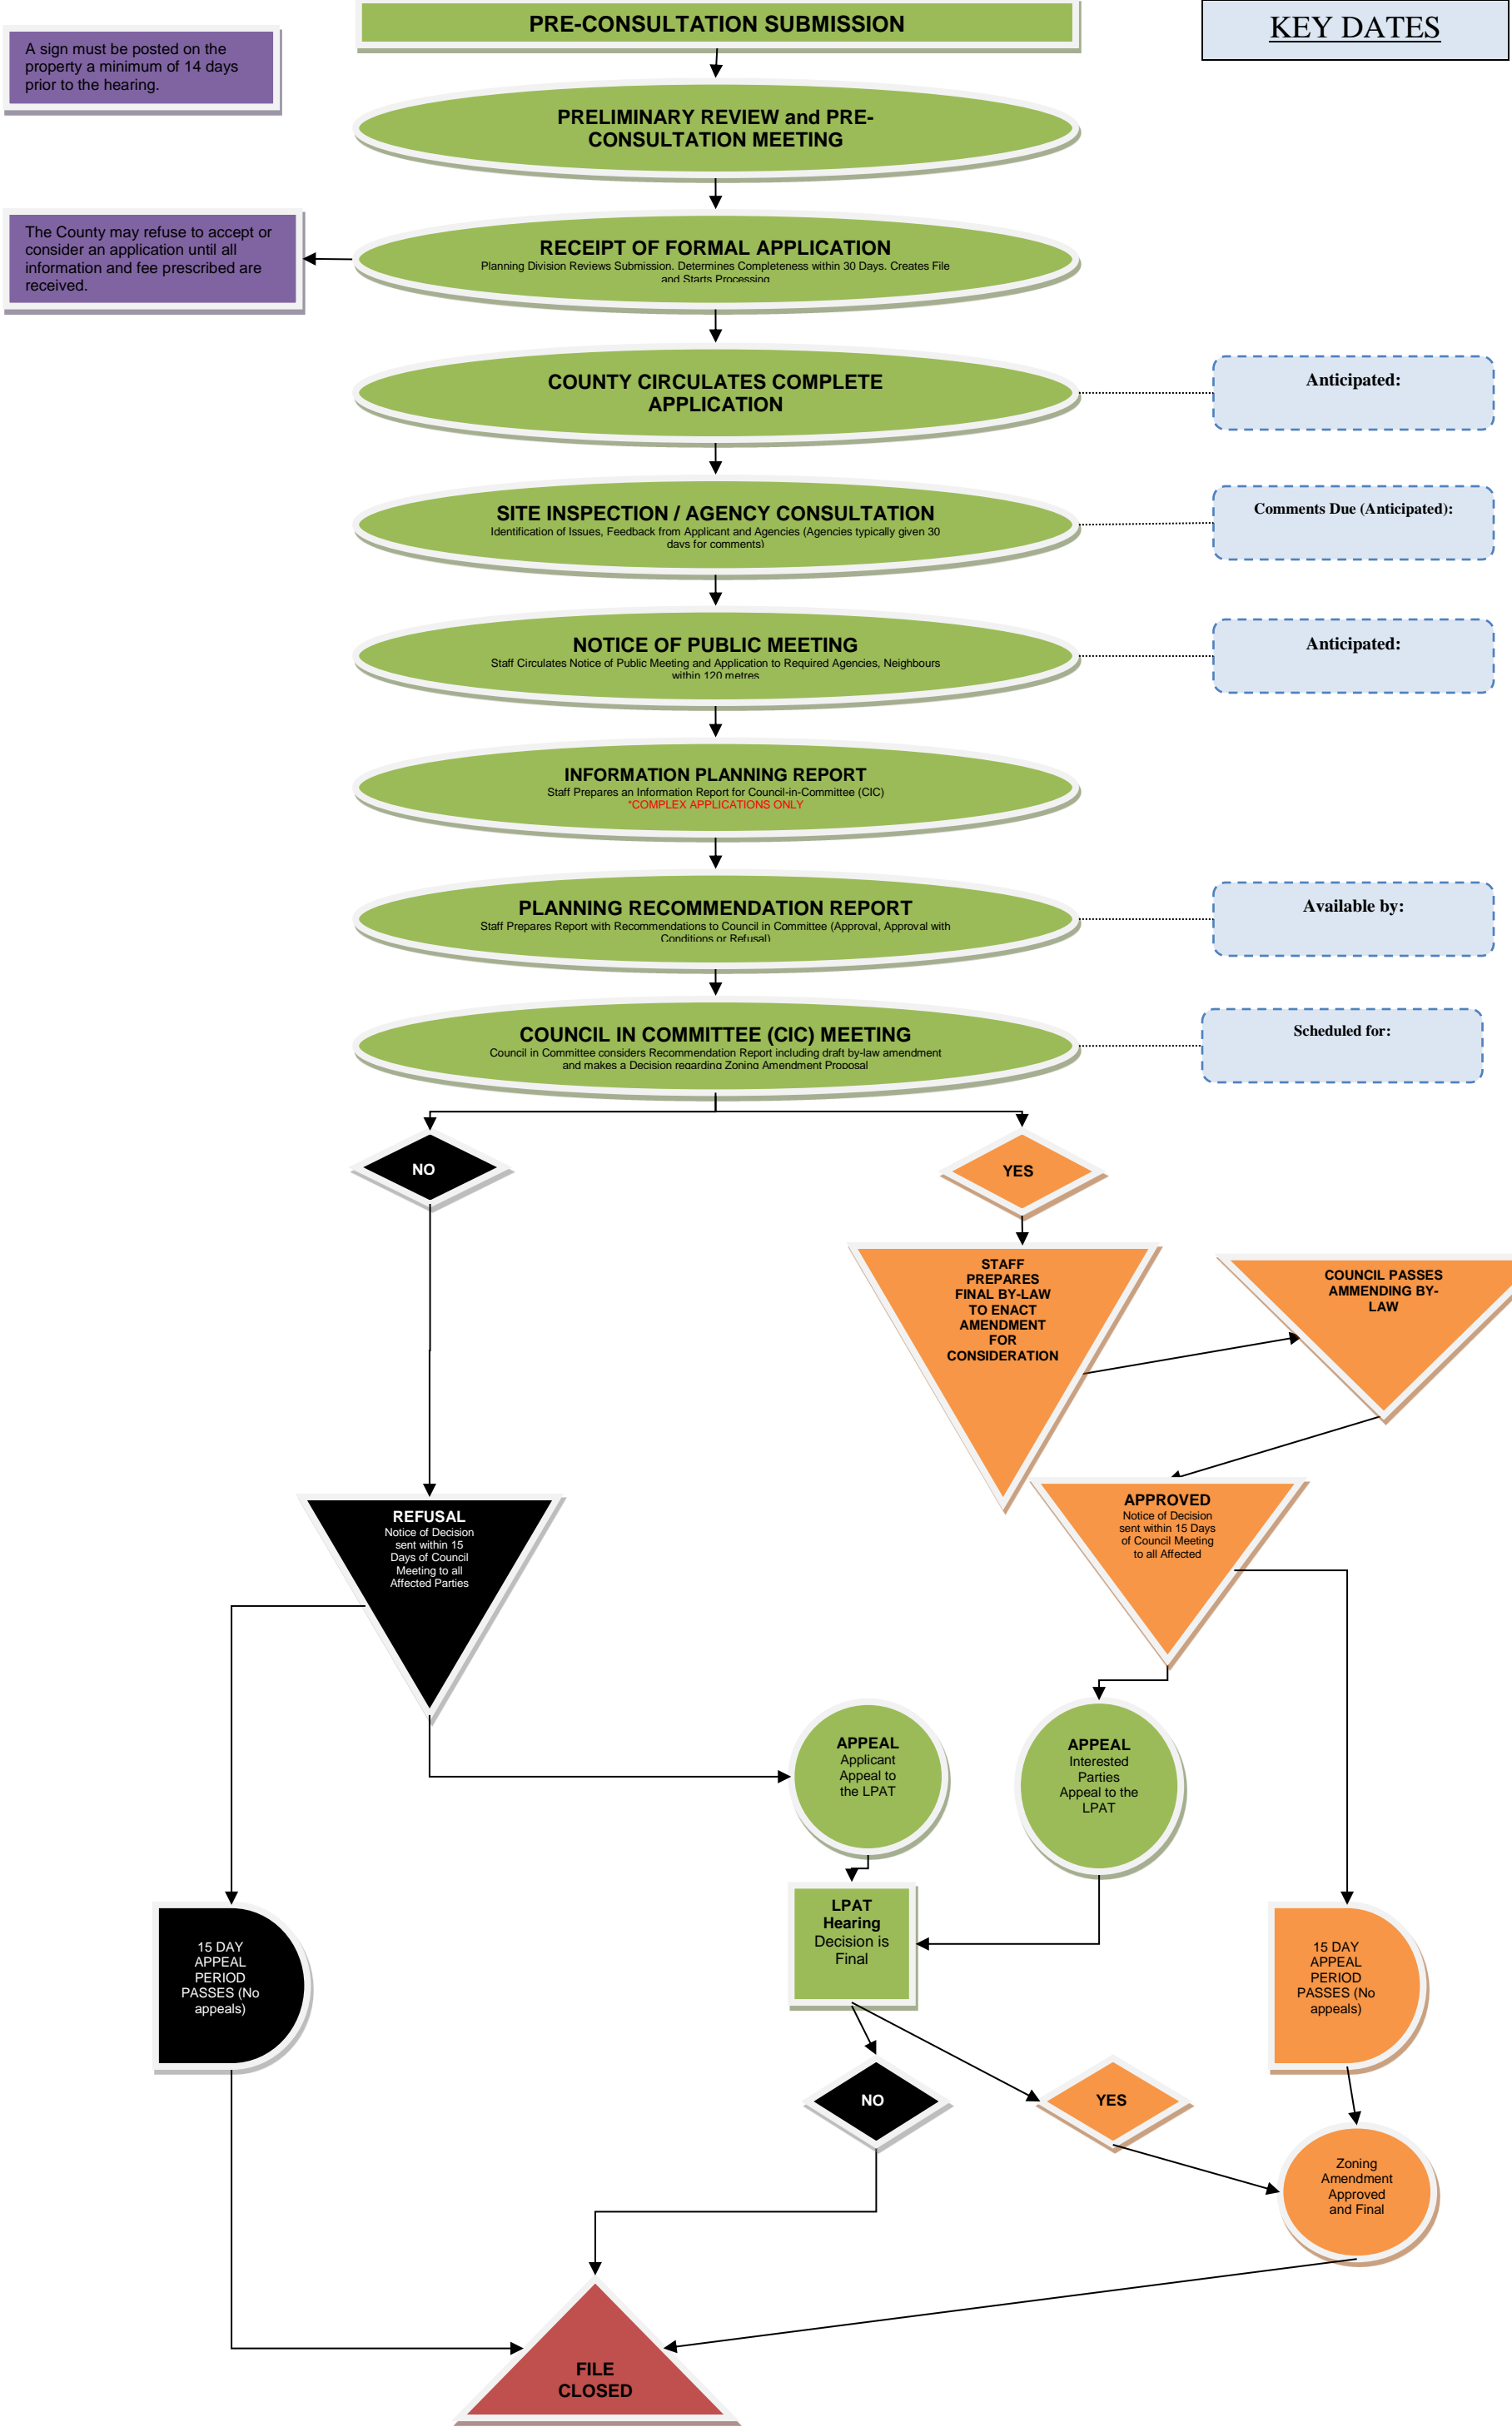 PRE-CONSULTATION SUBMISSION
KEY DATES
A sign must be posted on the
property a minimum of 14 days
prior to the hearing.
PRELIMINARY REVIEW and PRE-
CONSULTATION MEETING
The County may refuse to accept or
consider an application until all
information and fee prescribed are
received.
RECEIPT OF FORMAL APPLICATION
Planning Division Reviews Submission. Determines Completeness within 30 Days. Creates File
and Starts Processing
COUNTY CIRCULATES COMPLETE
APPLICATION
Anticipated:
SITE INSPECTION / AGENCY CONSULTATION
Identification of Issues, Feedback from Applicant and Agencies (Agencies typically given 30
days for comments)
Comments Due (Anticipated):
NOTICE OF PUBLIC MEETING
Staff Circulates Notice of Public Meeting and Application to Required Agencies, Neighbours
within 120 metres
Anticipated:
INFORMATION PLANNING REPORT
Staff Prepares an Information Report for Council-in-Committee (CIC)
*COMPLEX APPLICATIONS ONLY
PLANNING RECOMMENDATION REPORT
Staff Prepares Report with Recommendations to Council in Committee (Approval, Approval with
Conditions or Refusal)
Available by:
COUNCIL IN COMMITTEE (CIC) MEETING
Council in Committee considers Recommendation Report including draft by-law amendment
and makes a Decision regarding Zoning Amendment Proposal
Scheduled for:
NO
YES
STAFF
PREPARES
FINAL BY-LAW
TO ENACT
AMENDMENT
FOR
CONSIDERATION
COUNCIL PASSES
AMMENDING BY-
LAW
REFUSAL
Notice of Decision
sent within 15
Days of Council
Meeting to all
Affected Parties
APPROVED
Notice of Decision
sent within 15 Days
of Council Meeting
to all Affected
APPEAL
Applicant
Appeal to
the LPAT
APPEAL
Interested
Parties
Appeal to the
LPAT
LPAT
Hearing
Decision is
Final
15 DAY
APPEAL
PERIOD
PASSES (No
appeals)
15 DAY
APPEAL
PERIOD
PASSES (No
appeals)
NO
YES
Zoning
Amendment
Approved
and Final
FILE
CLOSED